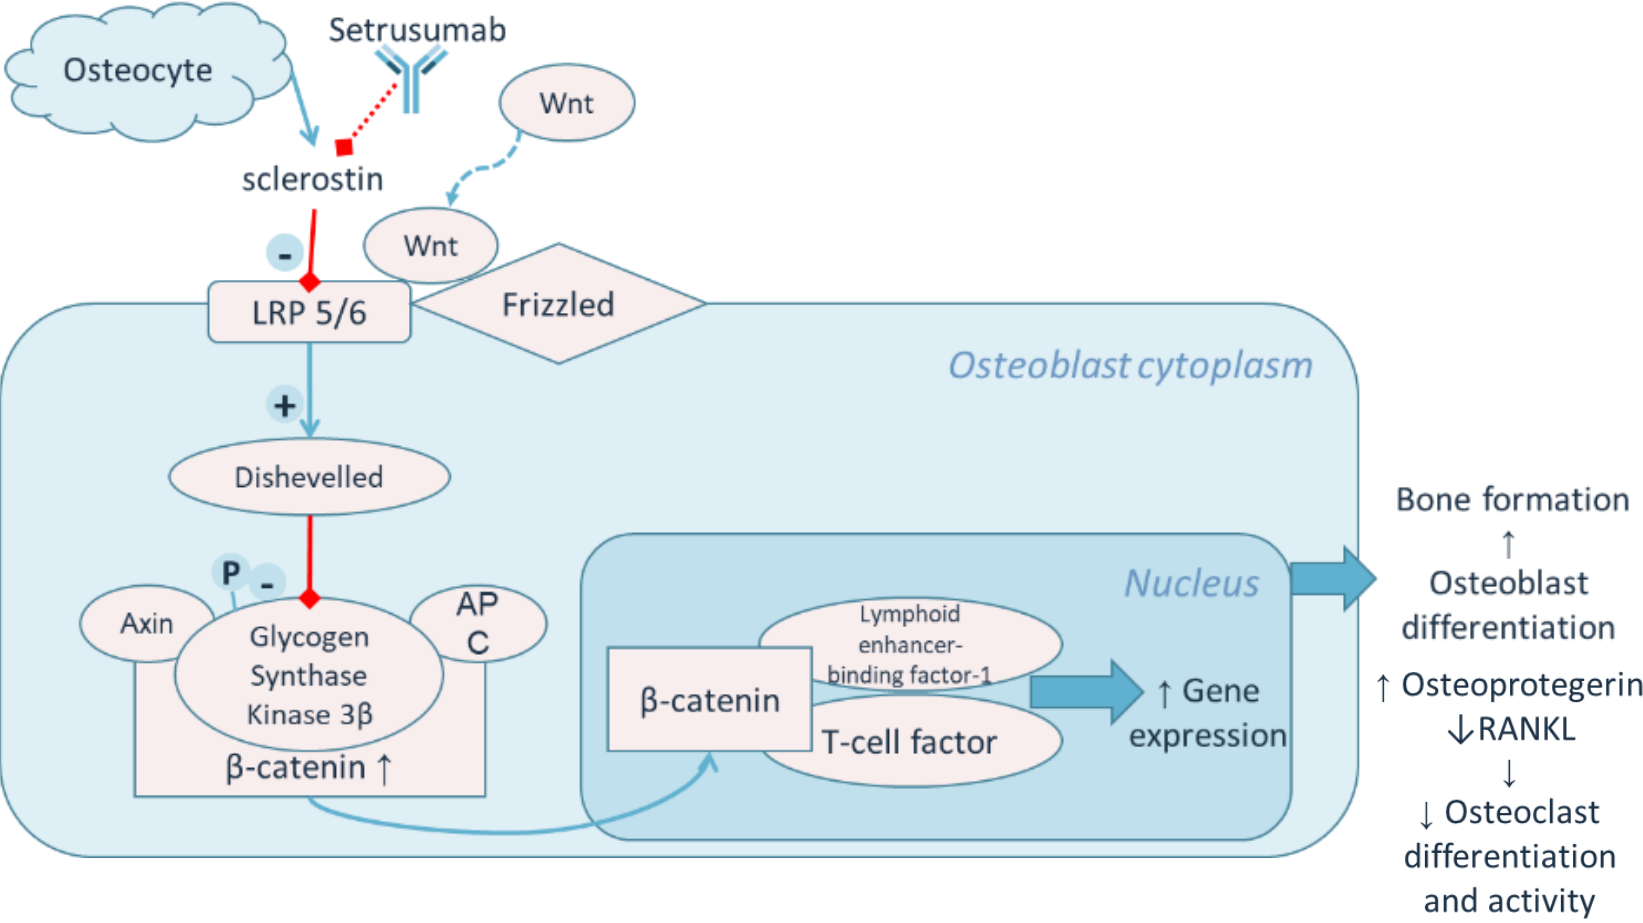 Setrusumab
Osteocyte
Wnt
sclerostin
Wnt
-
LRP 5/6
Frizzled
Osteoblast cytoplasm
+
Dishevelled
P
-
Axin
AP
C
Glycogen
Synthase
Kinase 3β
β-catenin ↑
Nucleus
Lymphoid
enhancer-
binding factor-1
β-catenin
T-cell factor
↑ Gene
expression
Bone formation
↑
Osteoblast
differentiation
↑ Osteoprotegerin
↓RANKL
↓
↓ Osteoclast
differentiation
and activity